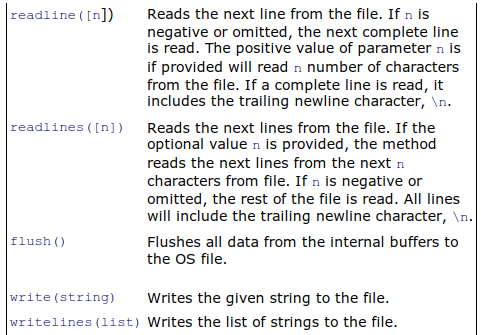 readline([n]) Reads the next line from the file. If n is
negative or omitted, the next complete line
is read. The positive value of parameter n is
if provided will read n number of characters
from the file. If a complete line is read, it
includes the trailing newline character, \n.
readlines([n]) Reads the next lines from the file. If the
optional value n is provided, the method
reads the next lines from the next n
characters from file. If n is negative or
omitted, the rest of the file is read. All lines
will include the trailing newline character, \n.
flush() Flushes all data from the internal buffers to
the OS file.
write(string) Writes the given string to the file.
writelines(list) Writes the list of strings to the file.